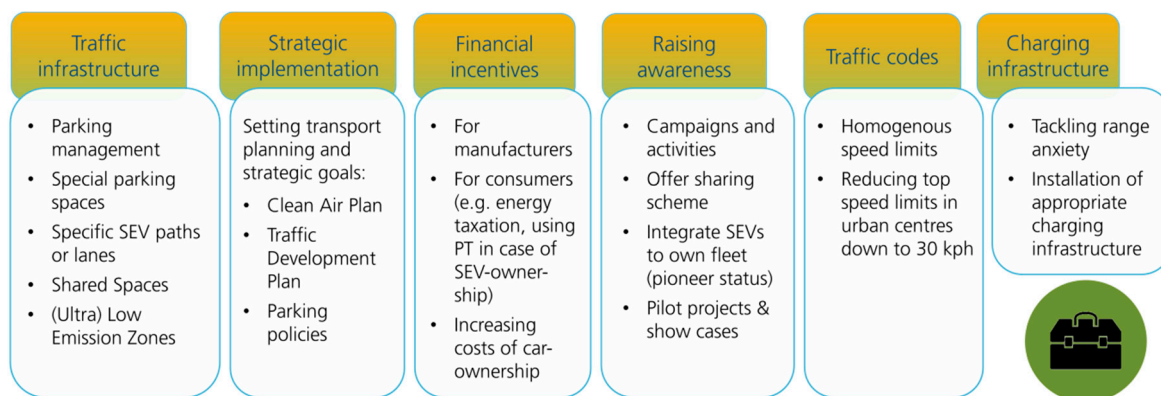 Traffic
infrastructure
• Parking
management
• Special parking
spaces
• Specific SEV paths
or lanes
• Shared Spaces
• (Ultra) Low
Emission Zones
Strategic
implementation
Setting transport
planning and
strategic goals:
• Clean Air Plan
• Traffic
Development
Plan
• Parking
policies
Financial
incentives
• For
manufacturers
• For consumers
(e.g. energy
taxation, using
PT in case of
SEV-owner-
ship)
• Increasing
costs of car-
ownership
Raising
awareness
• Campaigns and
activities
• Offer sharing
scheme
• Integrate SEVs
to own fleet
(pioneer status)
• Pilot projects &
show cases
Traffic codes
• Homogenous
speed limits
• Reducing top
speed limits in
urban centres
down to 30 kph
Charging
infrastructure
• Tackling range
anxiety
• Installation of
appropriate
charging
infrastructure